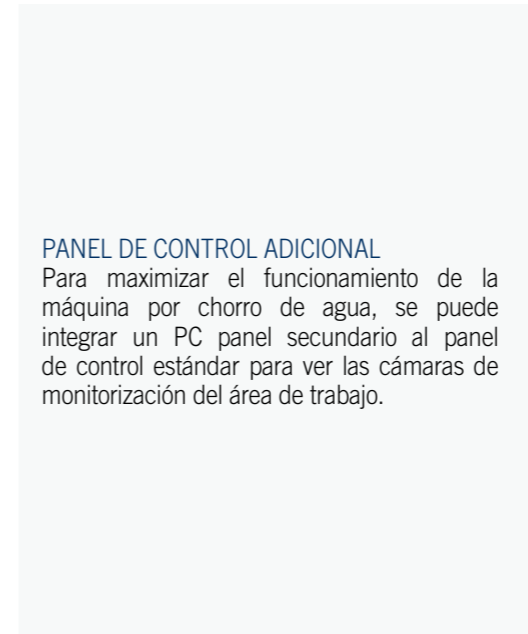 PANEL DE CONTROL ADICIONAL
Para maximizar el funcionamiento de la
máquina por chorro de agua, se puede
integrar un PC panel secundario al panel
de control estándar para ver las cámaras de
monitorización del área de trabajo.